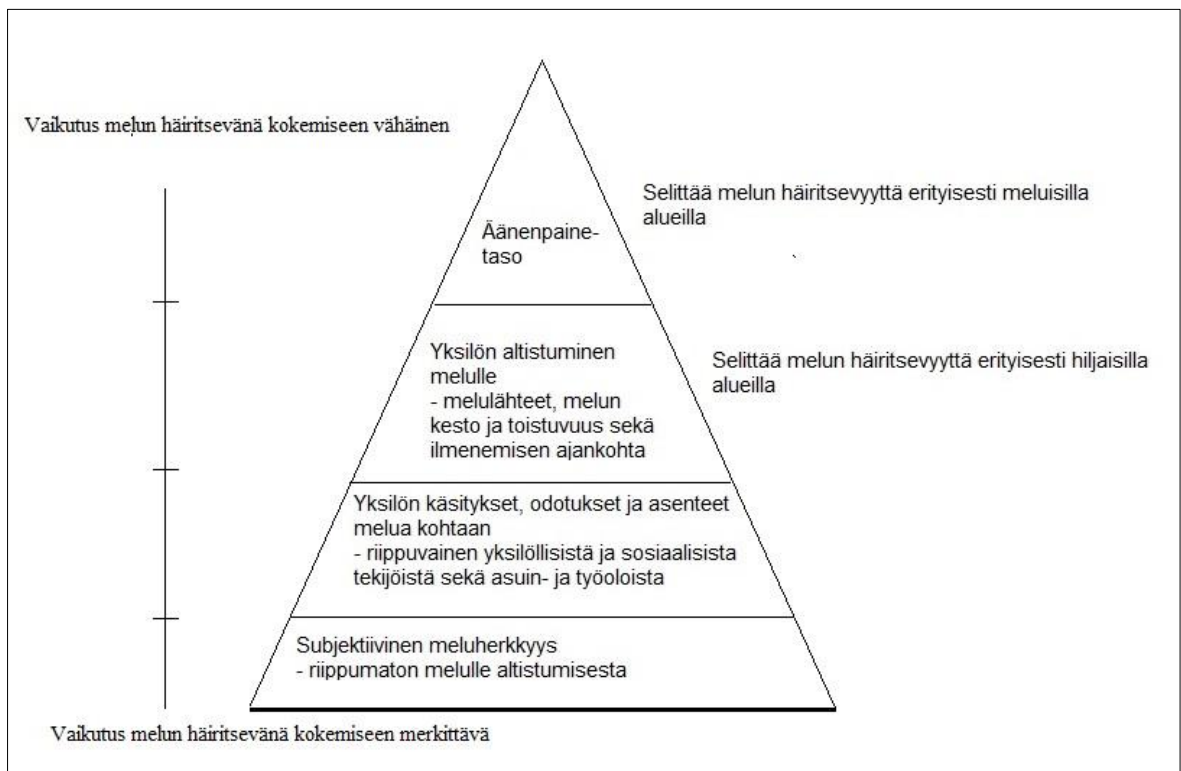 Vaikutus melun häiritsevänä kokemiseen vähäinen
Selittää melun häiritsevyyttä erityisesti meluisilla
alueilla
Äänenpaine-
taso
Yksilön altistuminen
melulle
- melulähteet, melun
kesto ja toistuvuus sekä
ilmenemisen ajankohta
Selittää melun häiritsevyyttä erityisesti hiljaisilla
alueilla
Yksilön käsitykset, odotukset ja asenteet
melua kohtaan
- riippuvainen yksilöllisistä ja sosiaalisista
tekijöistä sekä asuin- ja työoloista
Subjektiivinen meluherkkyys
- riippumaton melulle altistumisesta
Vaikutus melun häiritsevänä kokemiseen merkittävä